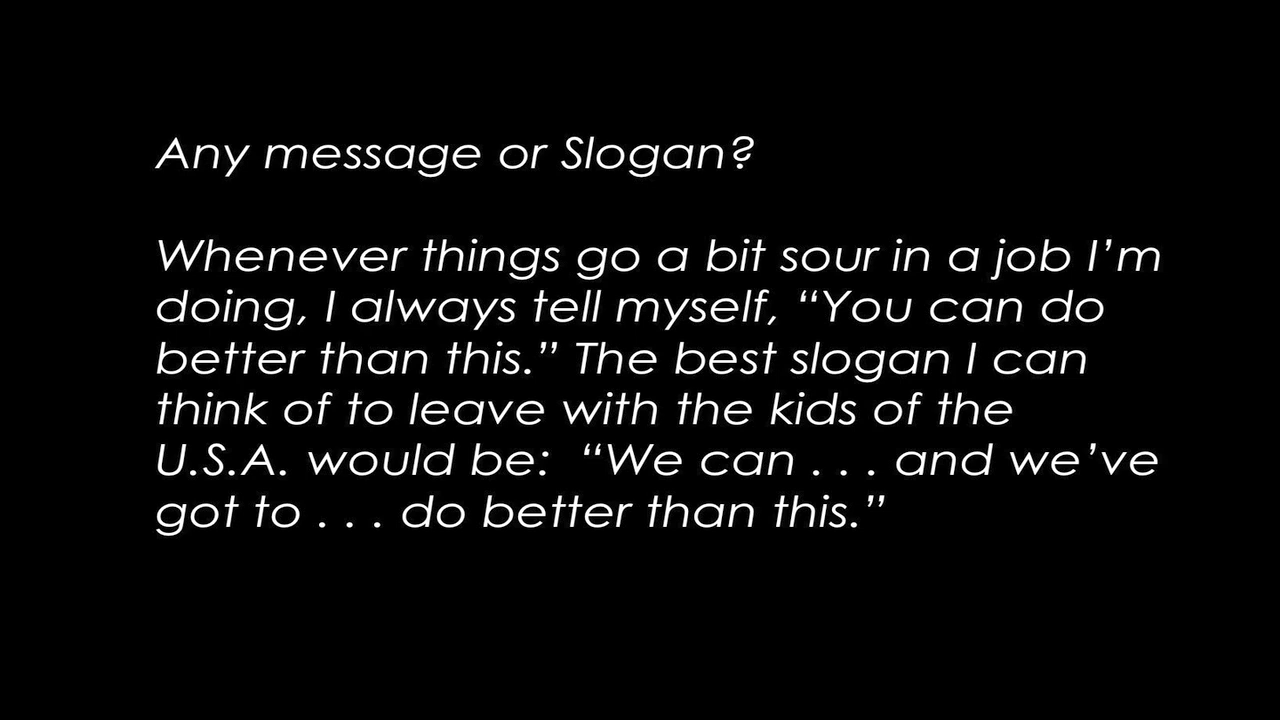 Any message or Slogan?
Whenever things go a bit sour in a job I’m
doing, I always tell myself, “You can do
better than this.” The best slogan I can
think of to leave with the kids of the
U.S.A. would be:  “We can . . . and we’ve
got to . . . do better than this.”